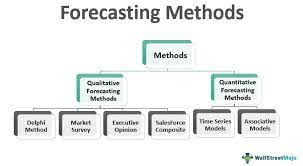 Forecasting Methods
Methods
Qualitative
Forecasting
Methods
Quantitative
Forecasting
Methods
Delphi
Method
Market
Survey
Executive
Opinion
Salesforce
Composite
Time Series
Models
Associative
Models
WallStreetMojo